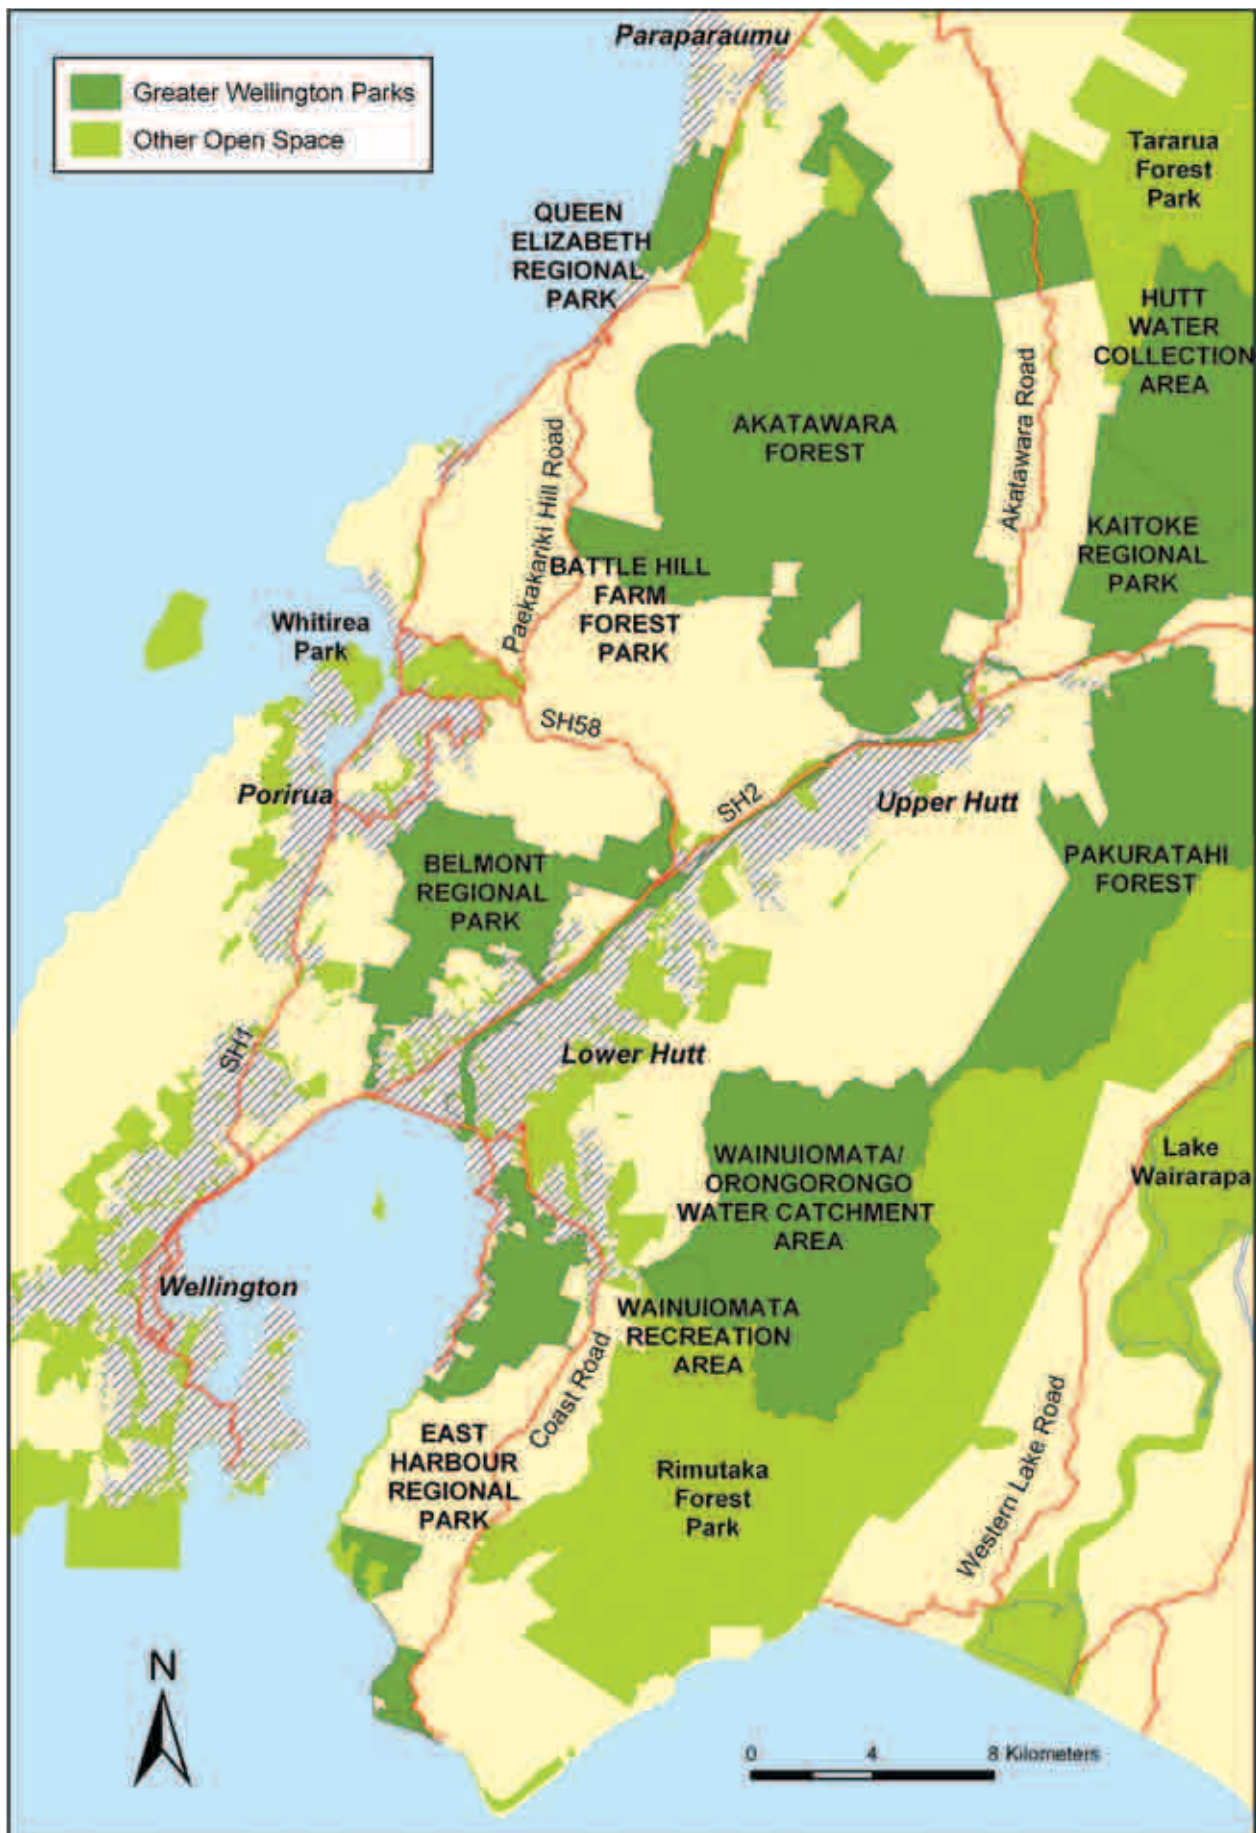 Paraparaumu
Greater Wellington Parks
Other Open Space
Tararua
Forest
Park
QUEEN
ELIZABETH
REGIONAL
PARK
HUTT
WATER
COLLECTION
AREA
AKATAWARA
FOREST
Akatawara Road
Paekakariki Hill Road
KAITOKE
REGIONAL
PARK
BATTLE HILL
FARM
FOREST
PARK
Whitirea
Park
SH58
Porirua
SH2
Upper Hutt
BELMONT
REGIONAL
PARK
PAKURATAHI
FOREST
SH1
Lower Hutt
WAINUIOMATA/
ORONGORONGO
WATER CATCHMENT
AREA
Lake
Wairarapa
Wellington
WAINUIOMATA
RECREATION
AREA
Coast Road
EAST
HARBOUR
REGIONAL
PARK
Rimutaka
Forest
Park
Western Lake Road
N
0 4 8 Kilometers